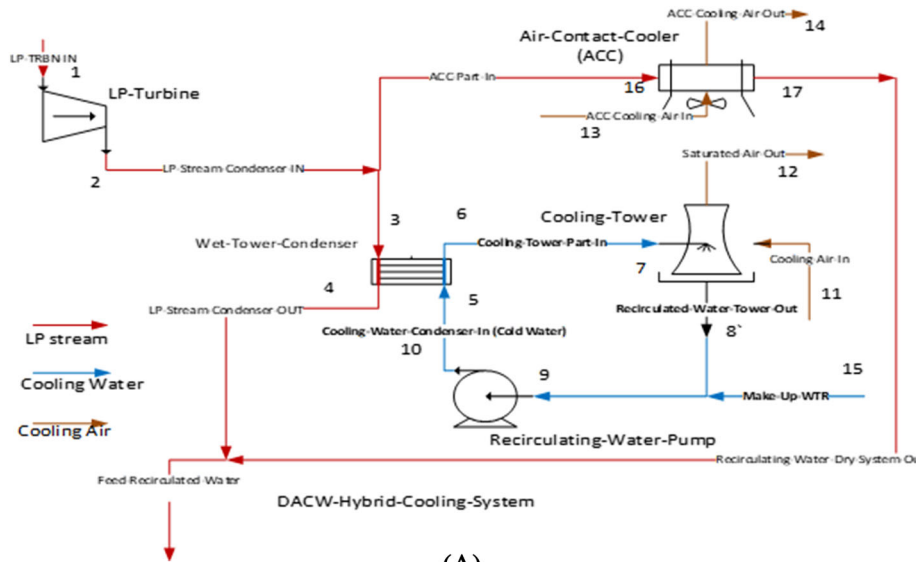 ACC-Cooling-Air-Out
14
Air-Contact-Cooler
(ACC)
LP-TRBN-IN
1
ACC-Part-In
16
17
LP-Turbine
ACC-Cooling-Air-In
13
Saturated-Air-Out
12
2
LP-Stream-Condenser-IN
3
6
Cooling-Tower
Wet-Tower-Condenser
Cooling-Tower-Part-In
Cooling-Air-In
4
5
7
11
LP-Stream-Condenser-OUT
Recirculated-Water-Tower-Out
Cooling-Water-Condenser-In (Cold Water)
8`
LP stream
10
9
15
Cooling Water
Make-Up-WTR
Cooling Air
Recirculating-Water-Pump
Recirculating-Water-Dry-System-Ou
Feed-Recirculated-Water
DACW-Hybrid-Cooling-System
(A)